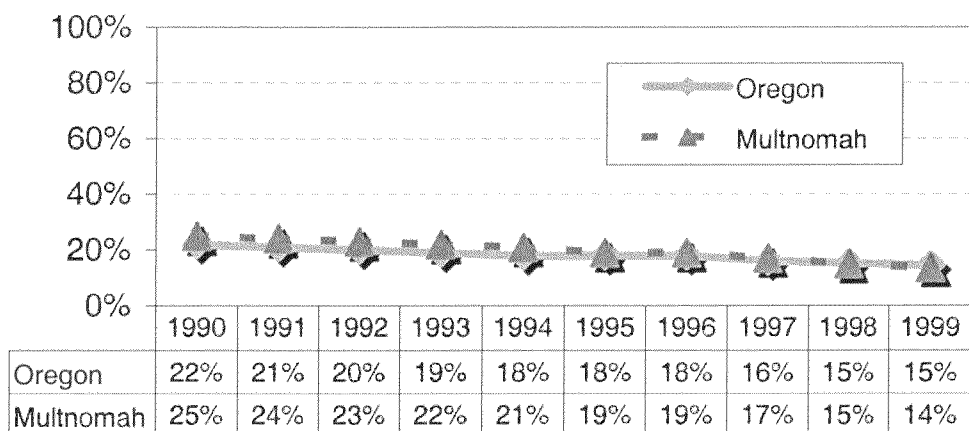 100%
80%
60%
40%
20%
0%
Oregon
Multnomah
1990 1991 1992 1993 1994 1995 1996 1997 1998 1999
Oregon 22% 21% 20% 19% 18% 18% 18% 16% 15% 15%
Multnomah 25% 24% 23% 22% 21% 19% 19% 17% 15% 14%